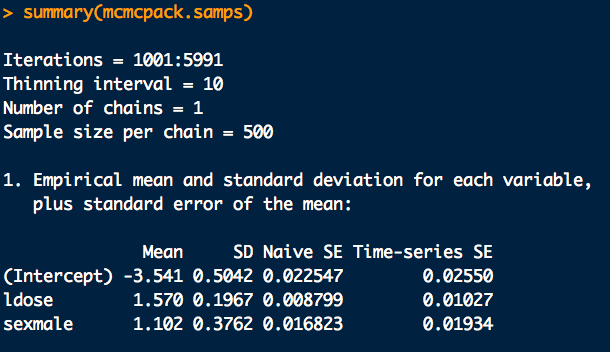 > summary(mcmcpack.samps)
Iterations = 1001:5991
Thinning interval = 10
Number of chains = 1
Sample size per chain = 500
1. Empirical mean and standard deviation for each variable,
plus standard error of the mean:
Mean SD Naive SE Time-series SE
(Intercept) -3.541 0.5042 0.022547 0.02550
ldose 1.570 0.1967 0.008799 0.01027
sexmale 1.102 0.3762 0.016823 0.01934